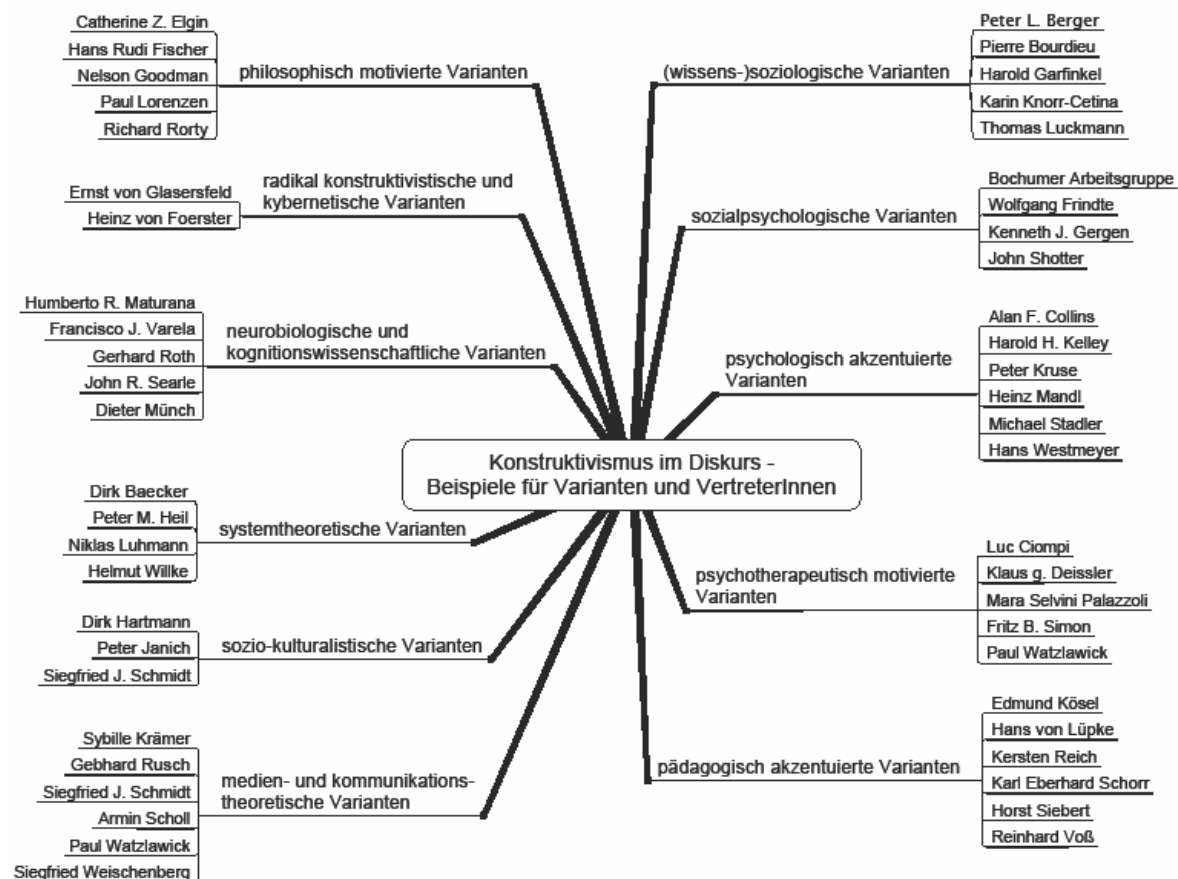 Konstruktivismus im Diskurs -
Beispiele für Varianten und VertreterInnen
philosophisch motivierte Varianten
Catherine Z. Elgin
Hans Rudi Fischer
Nelson Goodman
Paul Lorenzen
Richard Rorty
radikal konstruktivistische und
kybernetische Varianten
Ernst von Glasersfeld
Heinz von Foerster
neurobiologische und
kognitionswissenschaftliche Varianten
Humberto R. Maturana
Francisco J. Varela
Gerhard Roth
John R. Searle
Dieter Münch
systemtheoretische Varianten
Dirk Baecker
Peter M. Heil
Niklas Luhmann
Helmut Willke
sozio-kulturalistische Varianten
Dirk Hartmann
Peter Janich
Siegfried J. Schmidt
medien- und kommunikations-
theoretische Varianten
Sybille Krämer
Gebhard Rusch
Siegfried J. Schmidt
Armin Scholl
Paul Watzlawick
Siegfried Weischenberg
(wissens-)soziologische Varianten
Peter L. Berger
Pierre Bourdieu
Harold Garfinkel
Karin Knorr-Cetina
Thomas Luckmann
sozialpsychologische Varianten
Bochumer Arbeitsgruppe
Wolfgang Frindte
Kenneth J. Gergen
John Shotter
psychologisch akzentuierte
Varianten
Alan F. Collins
Harold H. Kelley
Peter Kruse
Heinz Mandl
Michael Stadler
Hans Westmeyer
psychotherapeutisch motivierte
Varianten
Luc Ciompi
Klaus g. Deissler
Mara Selvini Palazzoli
Fritz B. Simon
Paul Watzlawick
pädagogisch akzentuierte Varianten
Edmund Kösel
Hans von Lüpke
Kersten Reich
Karl Eberhard Schorr
Horst Siebert
Reinhard Voß